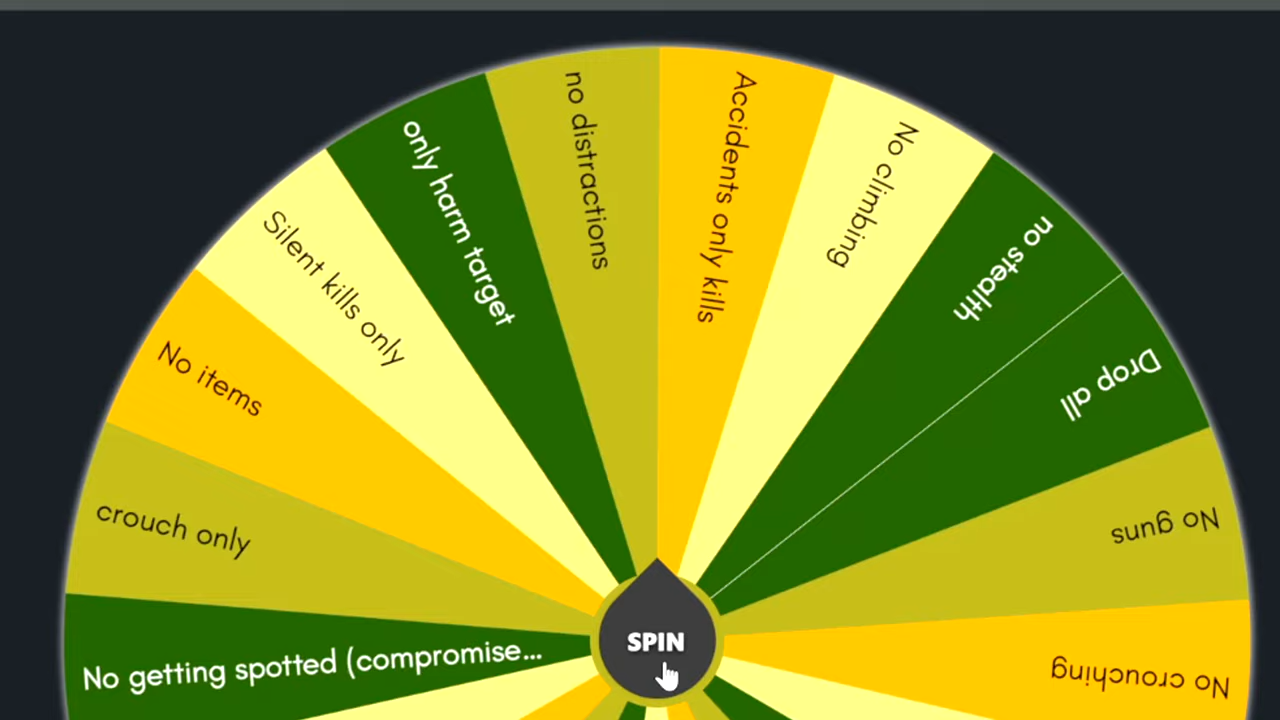 no distractions
Accidents only kills
No climbing
no stealth
Drop all
No guns
No crouching
only harm target
Silent kills only
No items
crouch only
No getting spotted (compromise...
SPIN